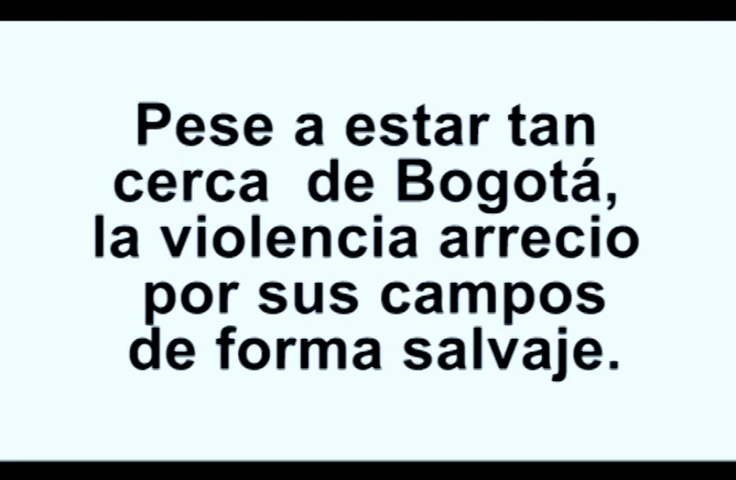 Pese a estar tan
cerca de Bogotá,
la violencia arrecio
por sus campos
de forma salvaje.